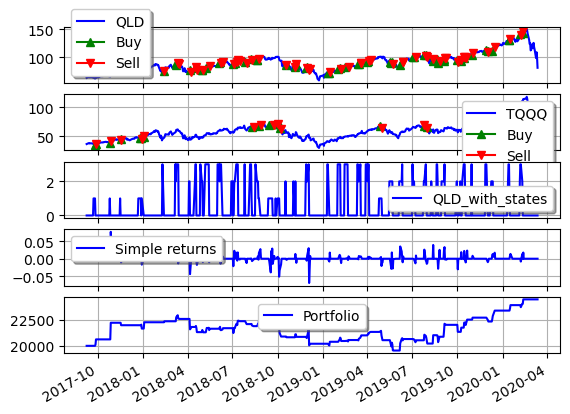 150
100
QLD
Buy
Sell
100
50
TQQQ
Buy
Sell
2
0
QLD_with_states
0.05
0.00
−0.05
Simple returns
22500
20000
Portfolio
2017-10
2018-01
2018-04
2018-07
2018-10
2019-01
2019-04
2019-07
2019-10
2020-01
2020-04